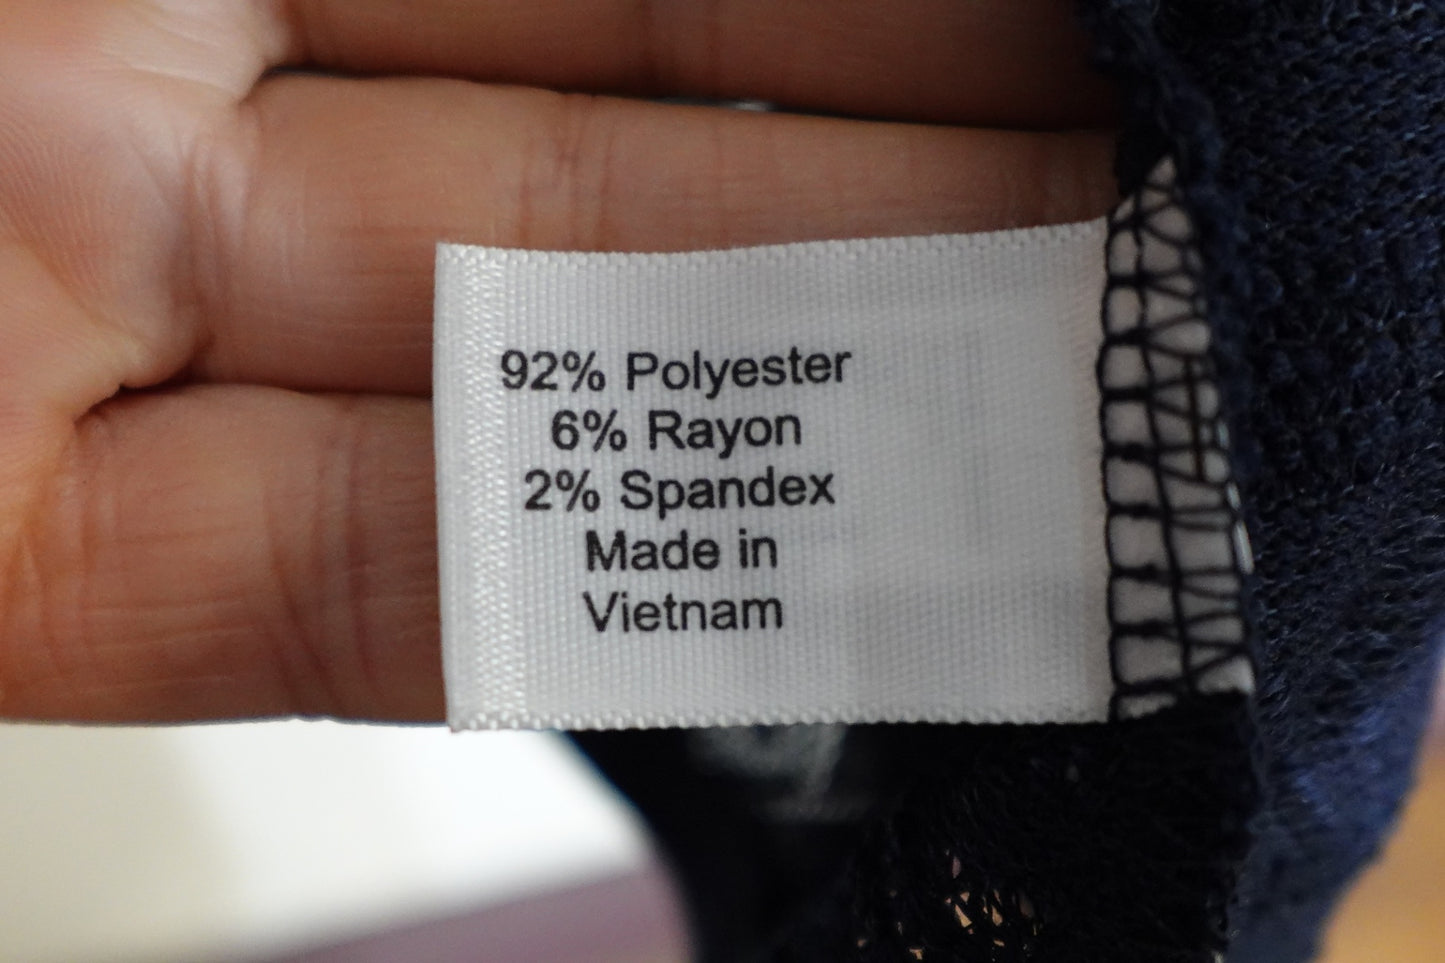 92% Polyester
6% Rayon
2% Spandex
Made in
Vietnam